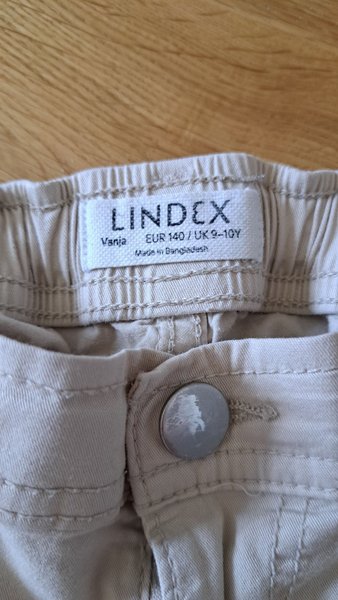 LINDEX
Vanja EUR 140 / UK 9–10Y
Made in Bangladesh